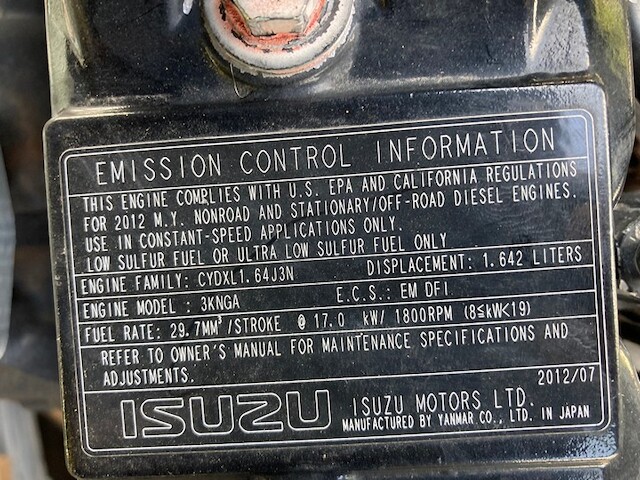 EMISSION CONTROL INFORMATION
THIS ENGINE COMPLIES WITH U.S. EPA AND CALIFORNIA REGULATIONS
FOR 2012 M.Y. NONROAD AND STATIONARY/OFF-ROAD DIESEL ENGINES.
USE IN CONSTANT-SPEED APPLICATIONS ONLY.
LOW SULFUR FUEL OR ULTRA LOW SULFUR FUEL ONLY
ENGINE FAMILY: CYDXL1.64J3N DISPLACEMENT: 1.642 LITERS
ENGINE MODEL : 3KNGA E.C.S.: EM DFI
FUEL RATE: 29.7MM³/STROKE @ 17.0 kW/ 1800RPM (8≤kW<19)
REFER TO OWNER'S MANUAL FOR MAINTENANCE SPECIFICATIONS AND
ADJUSTMENTS.
2012/07
ISUZU ISUZU MOTORS LTD.
MANUFACTURED BY YANMAR CO., LTD. IN JAPAN